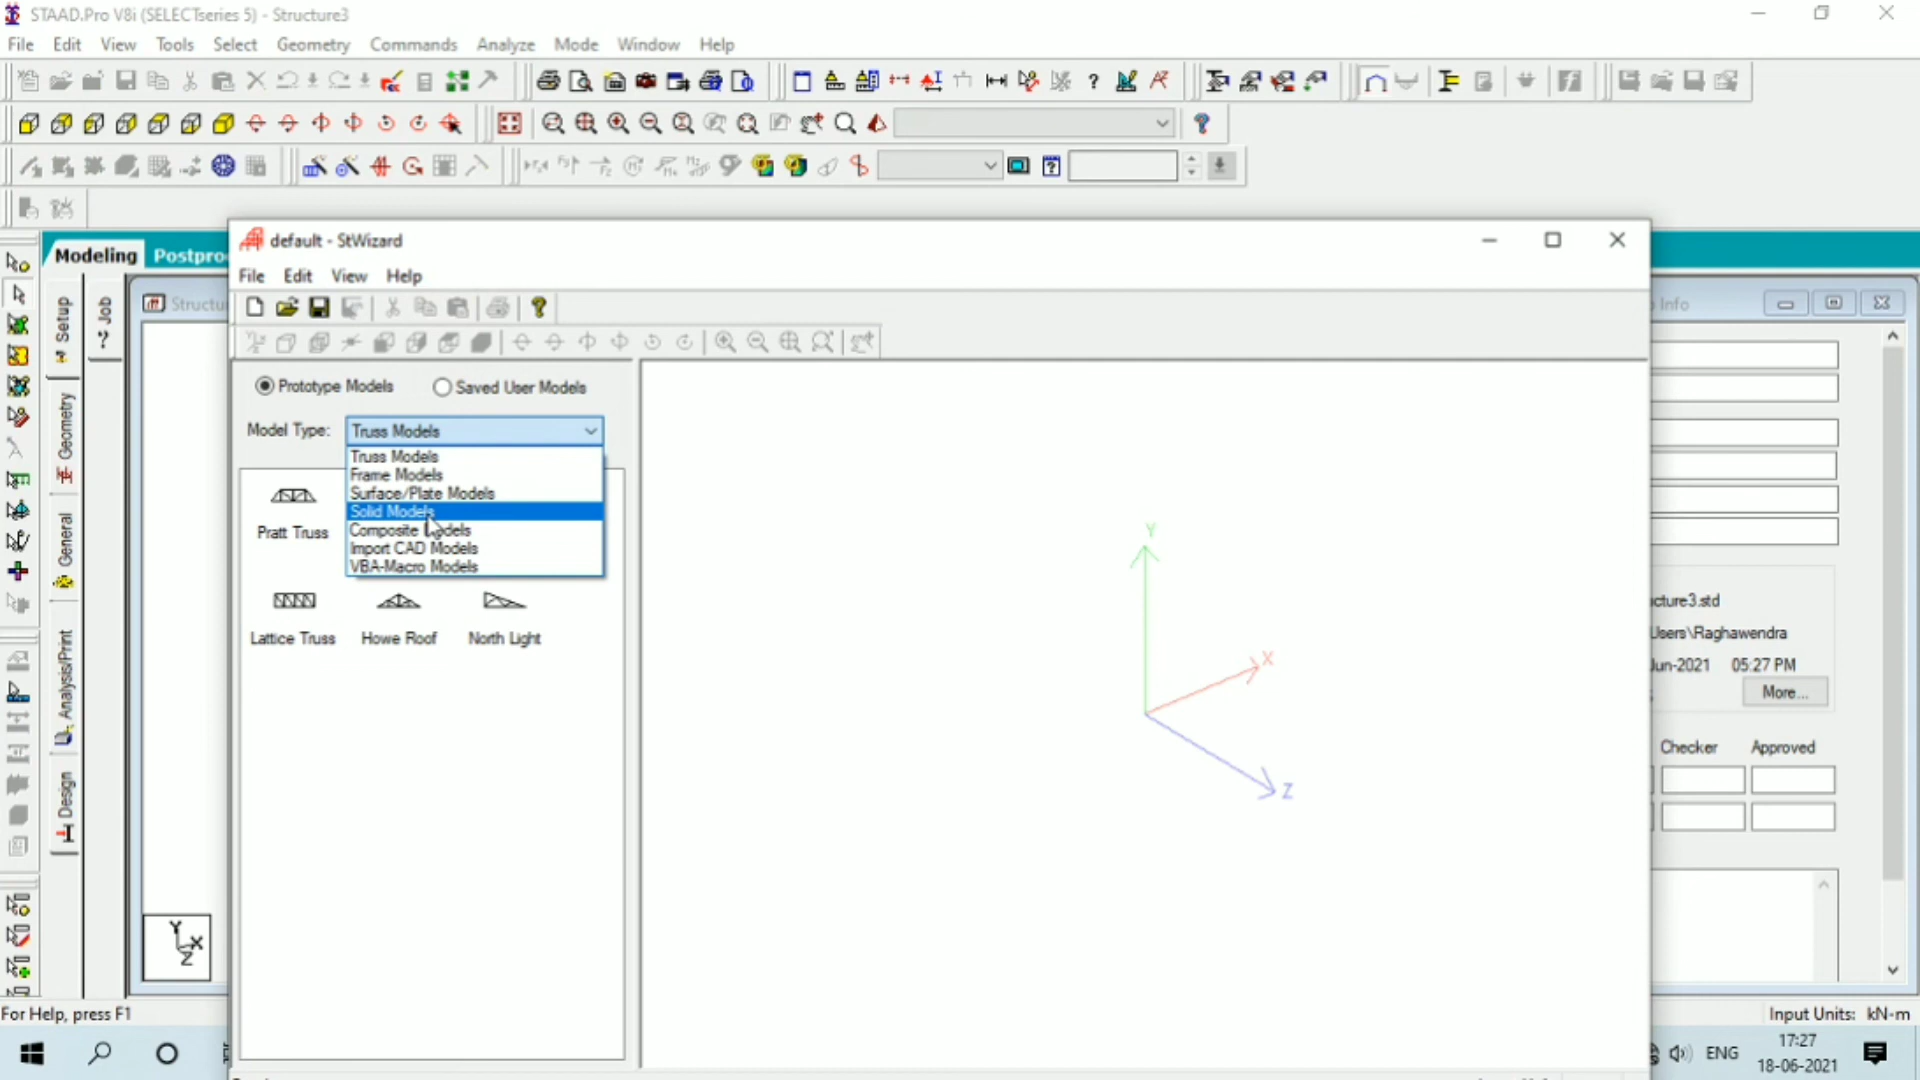 STAAD.Pro V8i (SELECTseries 5) - Structure3
File Edit View Tools Select Geometry Commands Analyze Mode Window Help
Modeling
Postpro
default - StWizard
File Edit View Help
Structu
Info
Setup
Job
Geometry
General
Analysis/Print
Design
Prototype Models
Saved User Models
Model Type:
Truss Models
Truss Models
Frame Models
Surface/Plate Models
Solid Models
Composite Models
Import CAD Models
VBA-Macro Models
Pratt Truss
Lattice Truss
Howe Roof
North Light
Y
X
Z
cture3.std
Users\Raghawendra
Jun-2021 05:27 PM
More...
Checker Approved
Y
X
Z
For Help, press F1
Input Units: kN-m
ENG
17:27
18-06-2021